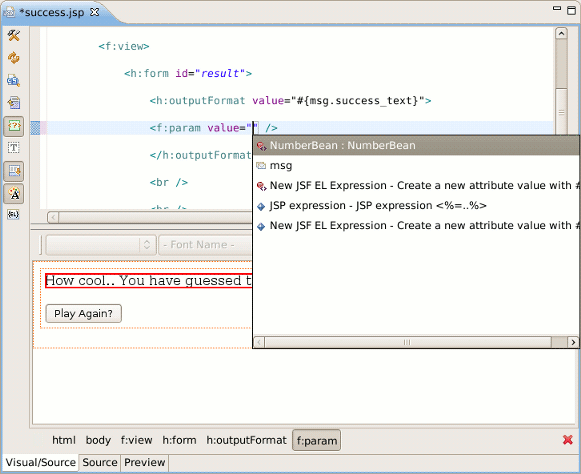 *success.jsp
<f:view>
<h:form id="result">
<h:outputFormat value="#{msg.success_text}">
<f:param value="" />
</h:outputFormat
<br />
NumberBean : NumberBean
msg
New JSF EL Expression - Create a new attribute value with #
JSP expression - JSP expression <%=..%>
New JSF EL Expression - Create a new attribute value with #
- Font Name -
How cool.. You have guessed t
Play Again?
html body f:view h:form h:outputFormat f:param
Visual/Source Source Preview